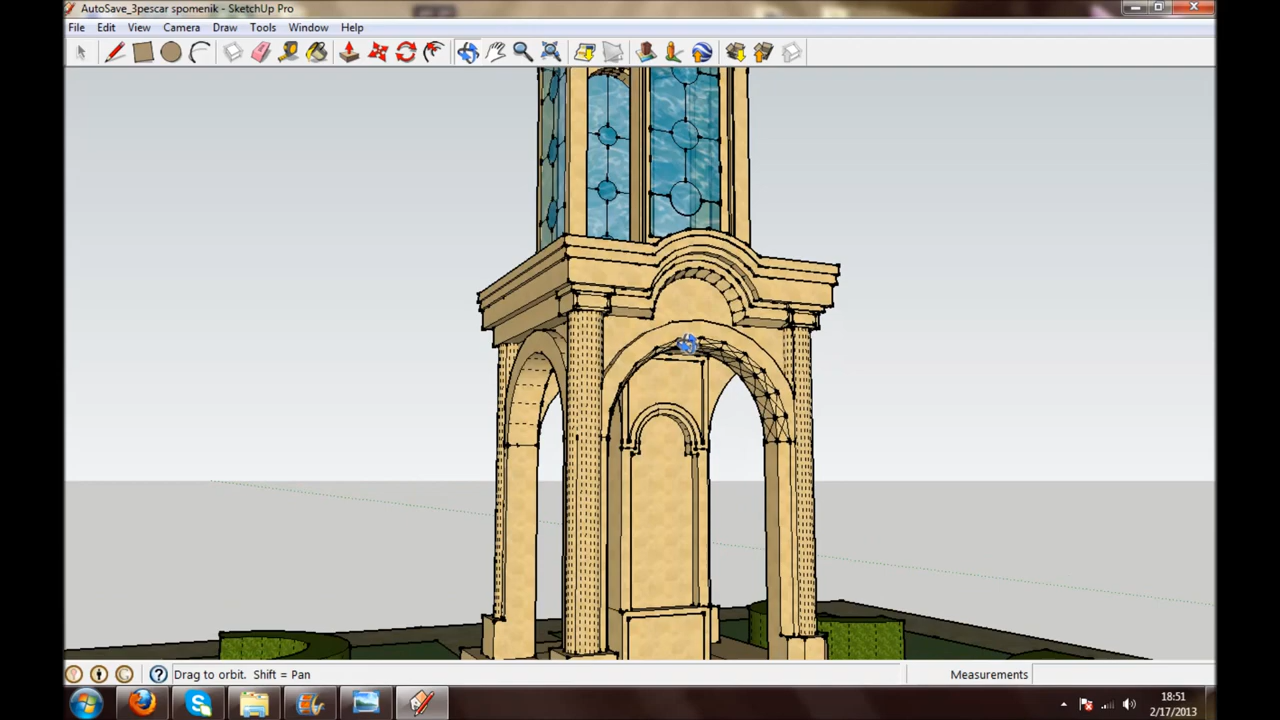 AutoSave_3pescar spomenik - SketchUp Pro
File Edit View Camera Draw Tools Window Help
Drag to orbit. Shift = Pan
Measurements
18:51
2/17/2013